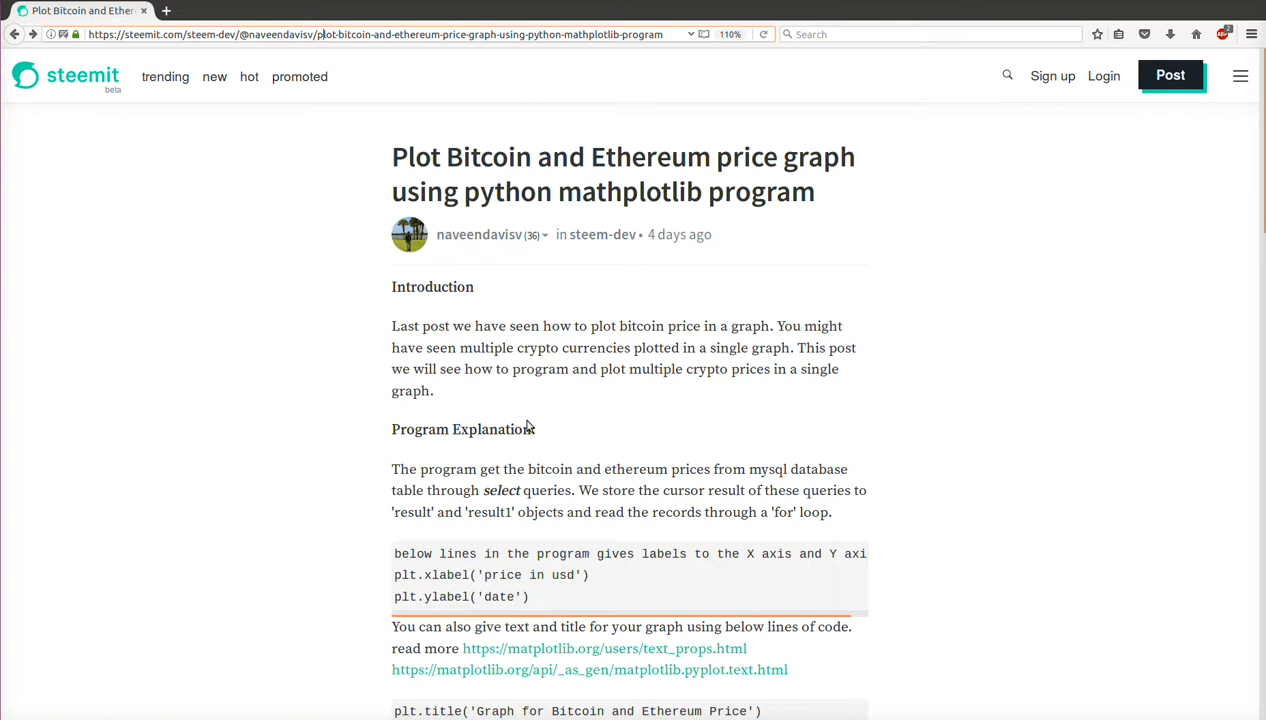 Plot Bitcoin and Ether
https://steemit.com/steem-dev/@naveendavisv/plot-bitcoin-and-ethereum-price-graph-using-python-mathplotlib-program
110%
Search
2
steemit
beta
trending new hot promoted
Sign up Login Post
Plot Bitcoin and Ethereum price graph
using python mathplotlib program
naveendavisv (36) in steem-dev • 4 days ago
Introduction
Last post we have seen how to plot bitcoin price in a graph. You might
have seen multiple crypto currencies plotted in a single graph. This post
we will see how to program and plot multiple crypto prices in a single
graph.
Program Explanation:
The program get the bitcoin and ethereum prices from mysql database
table through select queries. We store the cursor result of these queries to
'result' and 'result1' objects and read the records through a 'for' loop.
below lines in the program gives labels to the X axis and Y axi
plt.xlabel('price in usd')
plt.ylabel('date')
You can also give text and title for your graph using below lines of code.
read more https://matplotlib.org/users/text_props.html
https://matplotlib.org/api/_as_gen/matplotlib.pyplot.text.html
plt.title('Graph for Bitcoin and Ethereum Price')